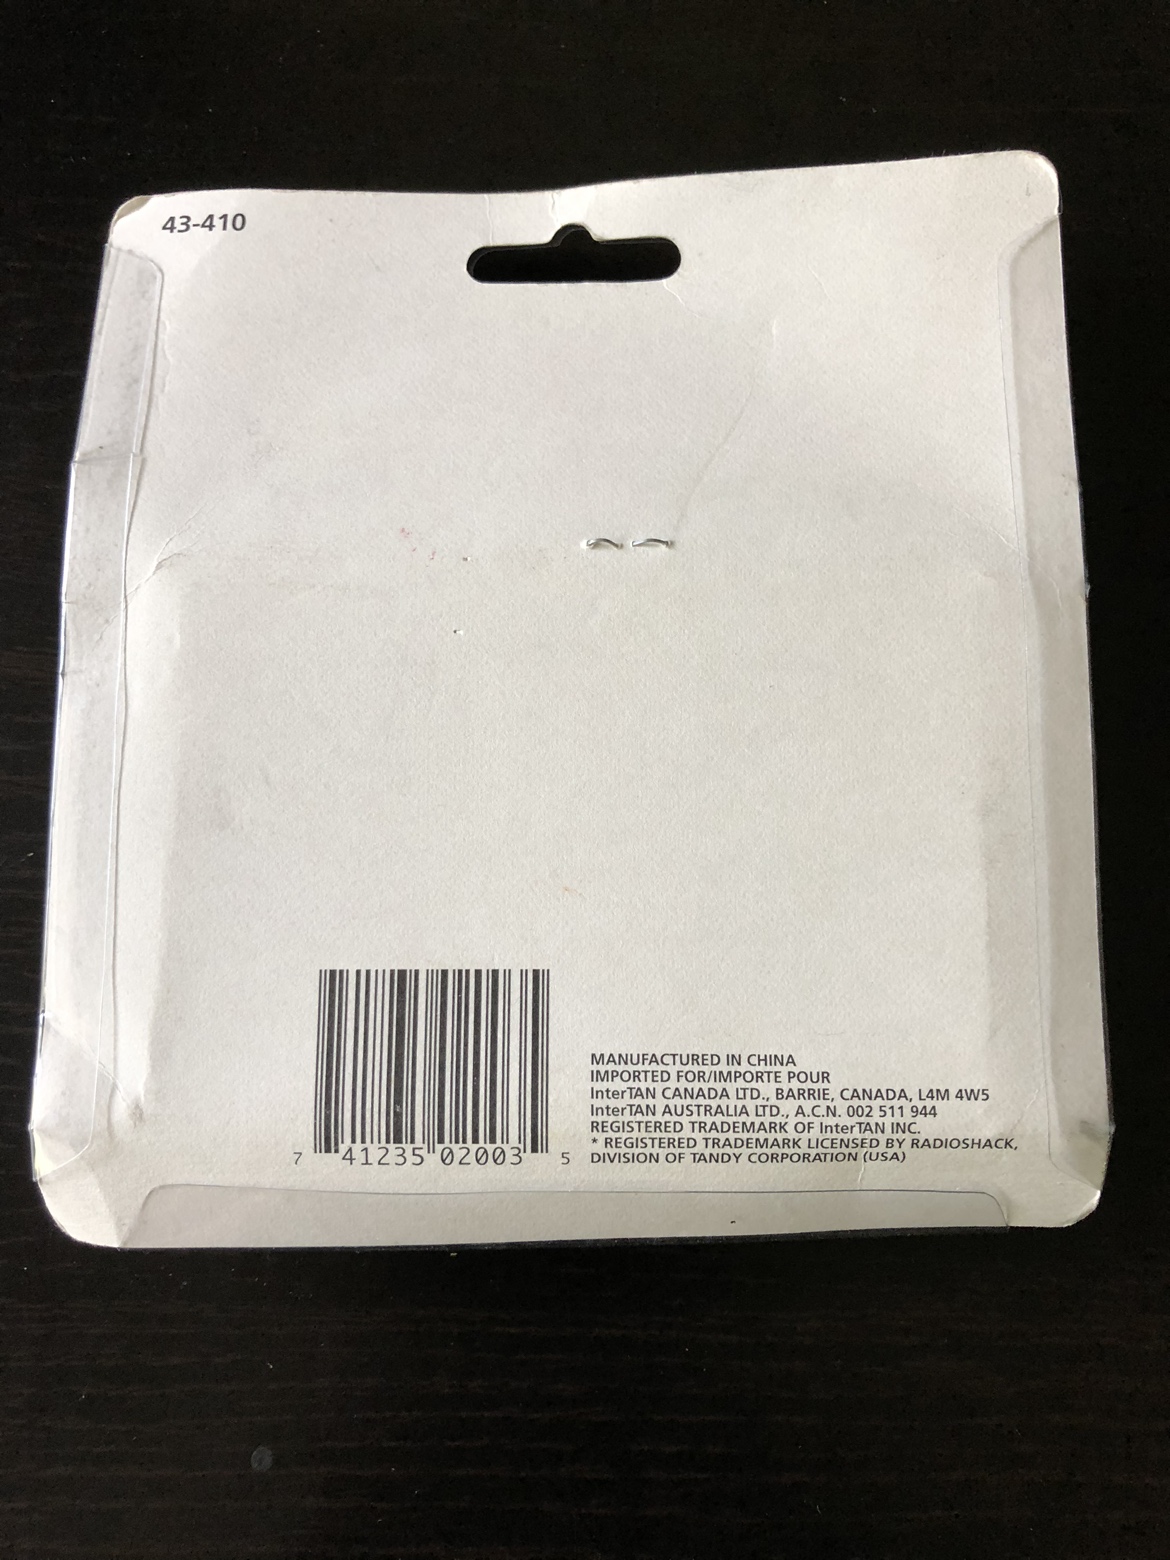 43-410
7 41235 02003 5
MANUFACTURED IN CHINA
IMPORTED FOR/IMPORTE POUR
InterTAN CANADA LTD., BARRIE, CANADA, L4M 4W5
InterTAN AUSTRALIA LTD., A.C.N. 002 511 944
REGISTERED TRADEMARK OF InterTAN INC.
* REGISTERED TRADEMARK LICENSED BY RADIOSHACK,
DIVISION OF TANDY CORPORATION (USA)